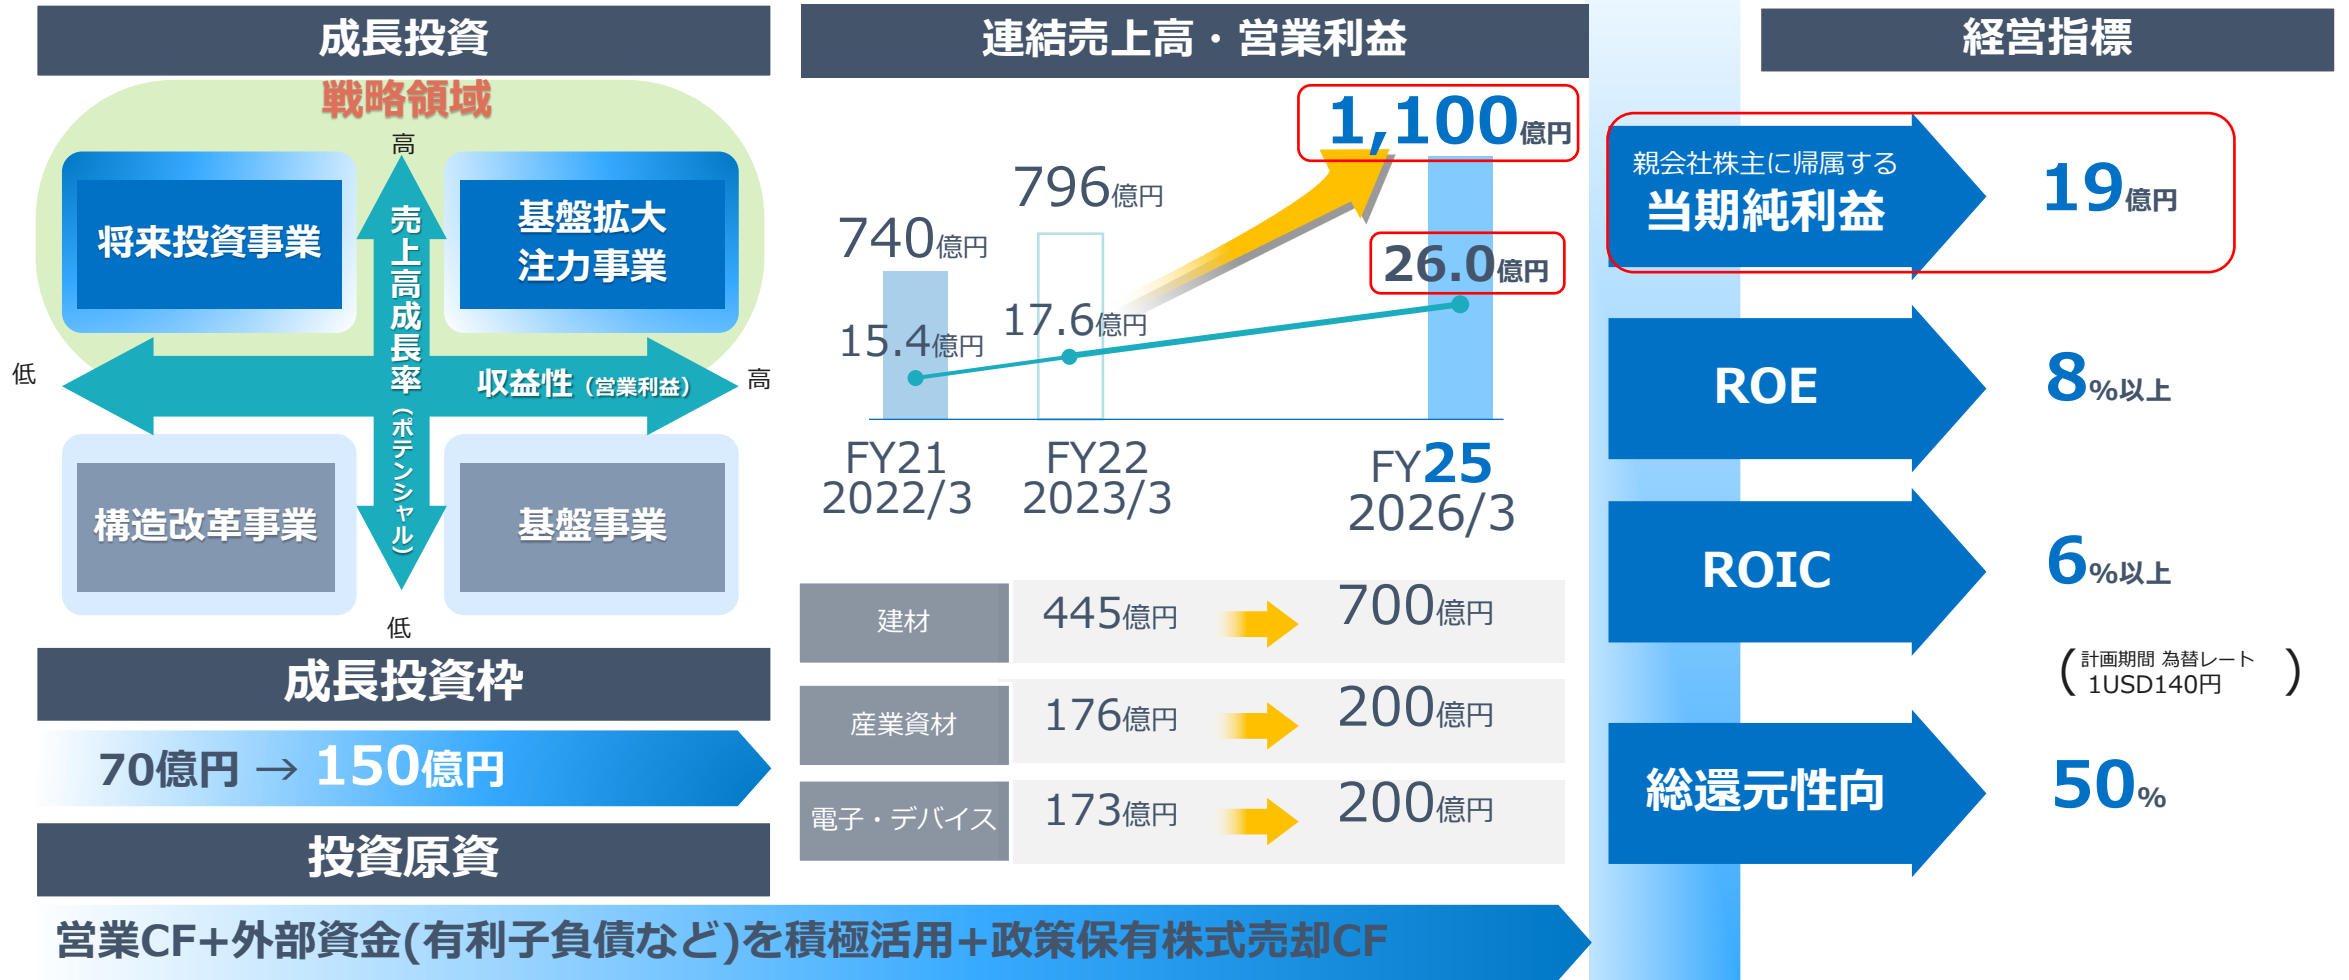 成長投資
戦略領域
高
将来投資事業
基盤拡大
注力事業
売上高成長率(ポテンシャル)
低
収益性(営業利益)
高
構造改革事業
基盤事業
低
成長投資枠
70億円 → 150億円
投資原資
営業CF+外部資金(有利子負債など)を積極活用+政策保有株式売却CF
連結売上高・営業利益
1,100億円
796億円
740億円
26.0億円
17.6億円
15.4億円
FY21
2022/3
FY22
2023/3
FY25
2026/3
建材 445億円 700億円
産業資材 176億円 200億円
電子・デバイス 173億円 200億円
経営指標
親会社株主に帰属する
当期純利益
19億円
ROE
8%以上
ROIC
6%以上
(計画期間 為替レート
1USD140円)
総還元性向
50%